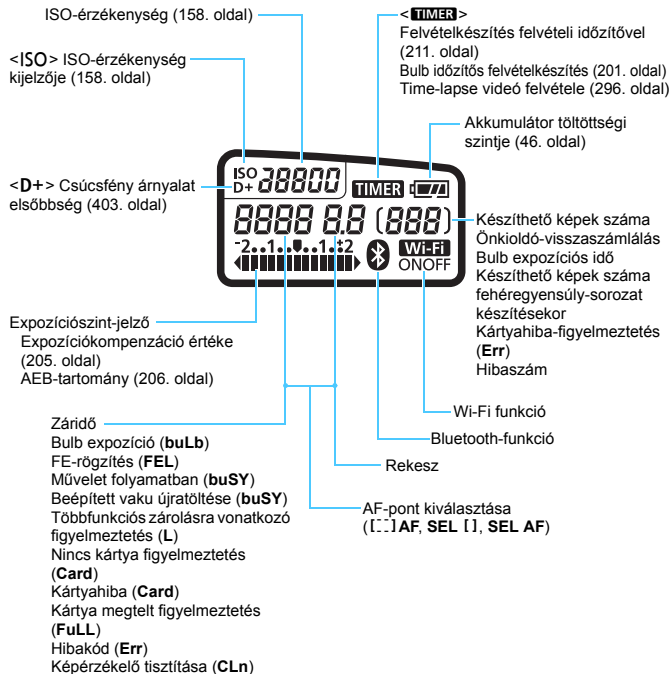 ISO-érzékenység (158. oldal)
<ISO> ISO-érzékenység
kijelzője (158. oldal)
<D+> Csúcsfény árnyalat
elsőbbség (403. oldal)
<TIMER>
Felvételkészítés felvételi időzítővel
(211. oldal)
Bulb időzítős felvételkészítés (201. oldal)
Time-lapse videó felvétele (296. oldal)
Akkumulátor töltöttségi
szintje (46. oldal)
ISO
D+ 38800 TIMER
8888 8.8 (888)
-2..1..▼..1.+2 Wi-Fi
ONOFF
Készíthető képek száma
Önkioldó-visszaszámlálás
Bulb expozíciós idő
Készíthető képek száma
fehéregyensúly-sorozat
készítésekor
Kártyahiba-figyelmeztetés
(Err)
Hibaszám
Expozíciószint-jelző
Expozíciókompenzáció értéke
(205. oldal)
AEB-tartomány (206. oldal)
Wi-Fi funkció
Bluetooth-funkció
Rekesz
AF-pont kiválasztása
([ ] AF, SEL [ ], SEL AF)
Záridő
Bulb expozíció (buLb)
FE-rögzítés (FEL)
Művelet folyamatban (buSY)
Beépített vaku újratöltése (buSY)
Többfunkciós zárolásra vonatkozó
figyelmeztetés (L)
Nincs kártya figyelmeztetés
(Card)
Kártyahiba (Card)
Kártya megtelt figyelmeztetés
(FuLL)
Hibakód (Err)
Képérzékelő tisztítása (CLn)